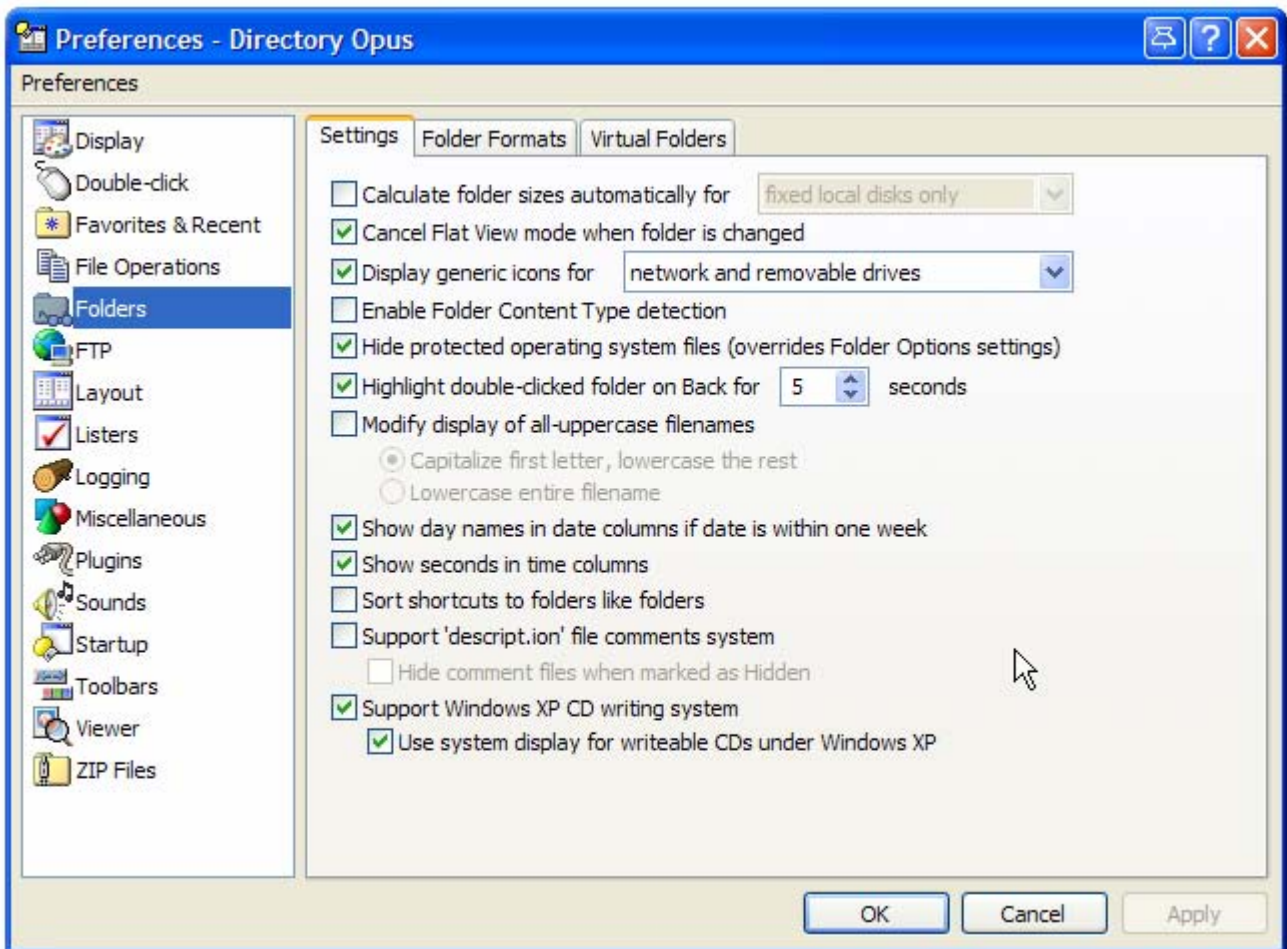 Preferences - Directory Opus
Preferences
Display
Double-click
Favorites & Recent
File Operations
Folders
FTP
Layout
Listers
Logging
Miscellaneous
Plugins
Sounds
Startup
Toolbars
Viewer
ZIP Files
Settings Folder Formats Virtual Folders
Calculate folder sizes automatically for fixed local disks only
Cancel Flat View mode when folder is changed
Display generic icons for network and removable drives
Enable Folder Content Type detection
Hide protected operating system files (overrides Folder Options settings)
Highlight double-clicked folder on Back for 5 seconds
Modify display of all-uppercase filenames
Capitalize first letter, lowercase the rest
Lowercase entire filename
Show day names in date columns if date is within one week
Show seconds in time columns
Sort shortcuts to folders like folders
Support 'descript.ion' file comments system
Hide comment files when marked as Hidden
Support Windows XP CD writing system
Use system display for writeable CDs under Windows XP
OK Cancel Apply